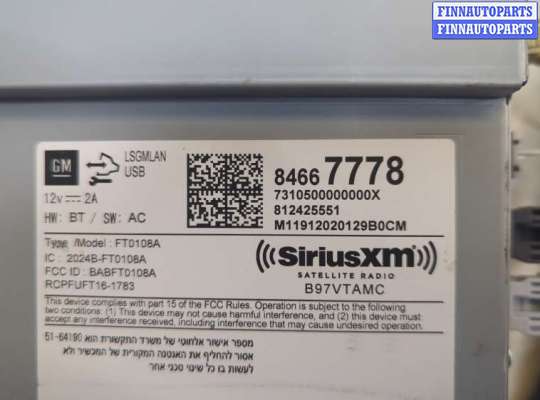 FINNAUTOPARTS
FINNAUTOPARTS
GM
LSGMLAN
USB
12v 2A
HW: BT / SW: AC
8466 7778
7310500000000X
812425551
M11912020129B0CM
/Model: FT0108A
IC : 2024B-FT0108A
FCC ID : BABFT0108A
RCPFUFT16-1783
SiriusXM
SATELLITE RADIO
B97VTAMC
This device complies with part 15 of the FCC Rules. Operation is subject to the following
two conditions: (1) This device may not cause harmful interference, and (2) this device must
accept any interference received, including interference that may cause undesired operation.
מספר אישור אלחוטי של משרד התקשורת הוא 51-64190
אסור להחליף את האנטנה המקורית של המכשיר ולא
לעשות בו כל שינוי טכני אחר
FINNAUTOPARTS
FINNAUTOPARTS